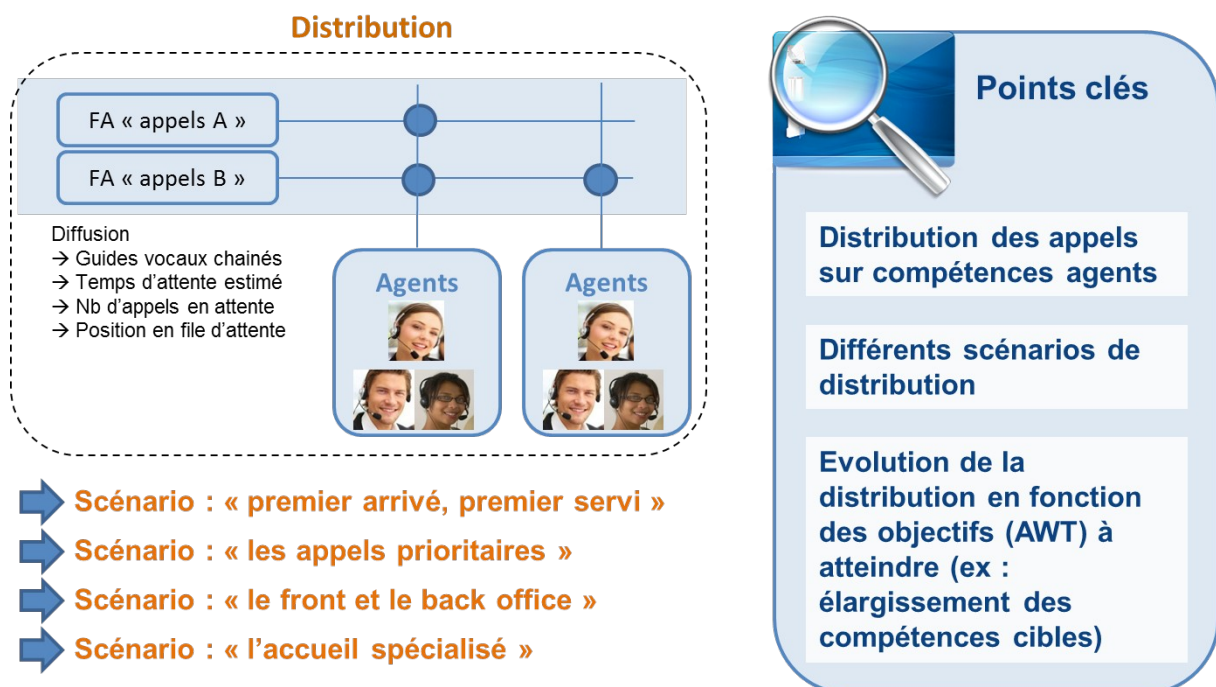 Distribution
FA « appels A »
FA « appels B »
Diffusion
→ Guides vocaux chainés
→ Temps d'attente estimé
→ Nb d'appels en attente
→ Position en file d'attente
Agents
Agents
Scénario : « premier arrivé, premier servi »
Scénario : « les appels prioritaires »
Scénario : « le front et le back office »
Scénario : « l'accueil spécialisé »
Points clés
Distribution des appels
sur compétences agents
Différents scénarios de
distribution
Evolution de la
distribution en fonction
des objectifs (AWT) à
atteindre (ex :
élargissement des
compétences cibles)